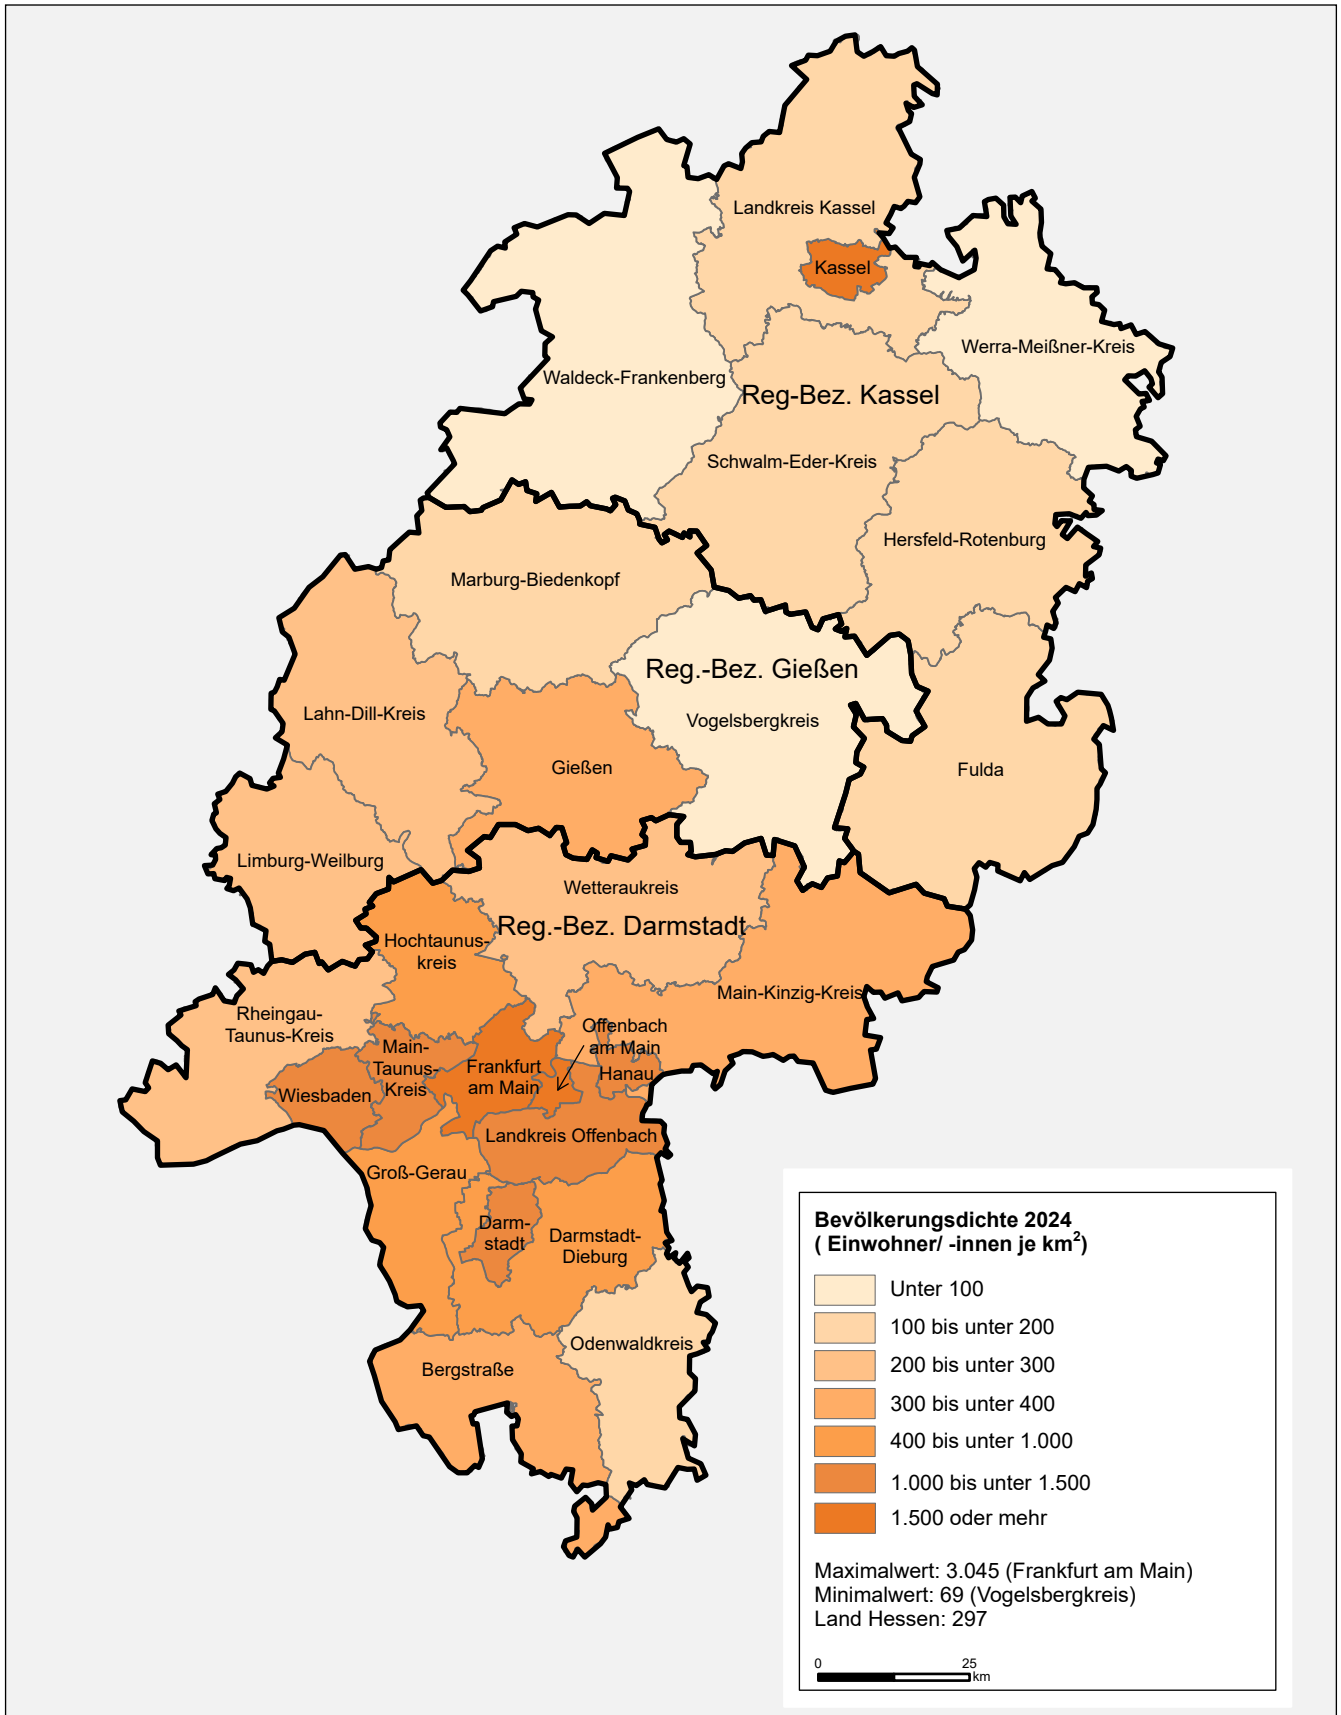 Landkreis Kassel
Kassel
Werra-Meißner-Kreis
Waldeck-Frankenberg
Reg-Bez. Kassel
Schwalm-Eder-Kreis
Hersfeld-Rotenburg
Marburg-Biedenkopf
Reg.-Bez. Gießen
Lahn-Dill-Kreis
Vogelsbergkreis
Gießen
Fulda
Limburg-Weilburg
Wetteraukreis
Reg.-Bez. Darmstadt
Hochtaunus-
kreis
Main-Kinzig-Kreis
Rheingau-
Taunus-Kreis
Offenbach
am Main
Main-
Taunus-
Kreis
Frankfurt
am Main
Hanau
Wiesbaden
Landkreis Offenbach
Groß-Gerau
Darm-
stadt
Darmstadt-
Dieburg
Odenwaldkreis
Bergstraße
Bevölkerungsdichte 2024
( Einwohner/ -innen je km²)
Unter 100
100 bis unter 200
200 bis unter 300
300 bis unter 400
400 bis unter 1.000
1.000 bis unter 1.500
1.500 oder mehr
Maximalwert: 3.045 (Frankfurt am Main)
Minimalwert: 69 (Vogelsbergkreis)
Land Hessen: 297
0 25
km